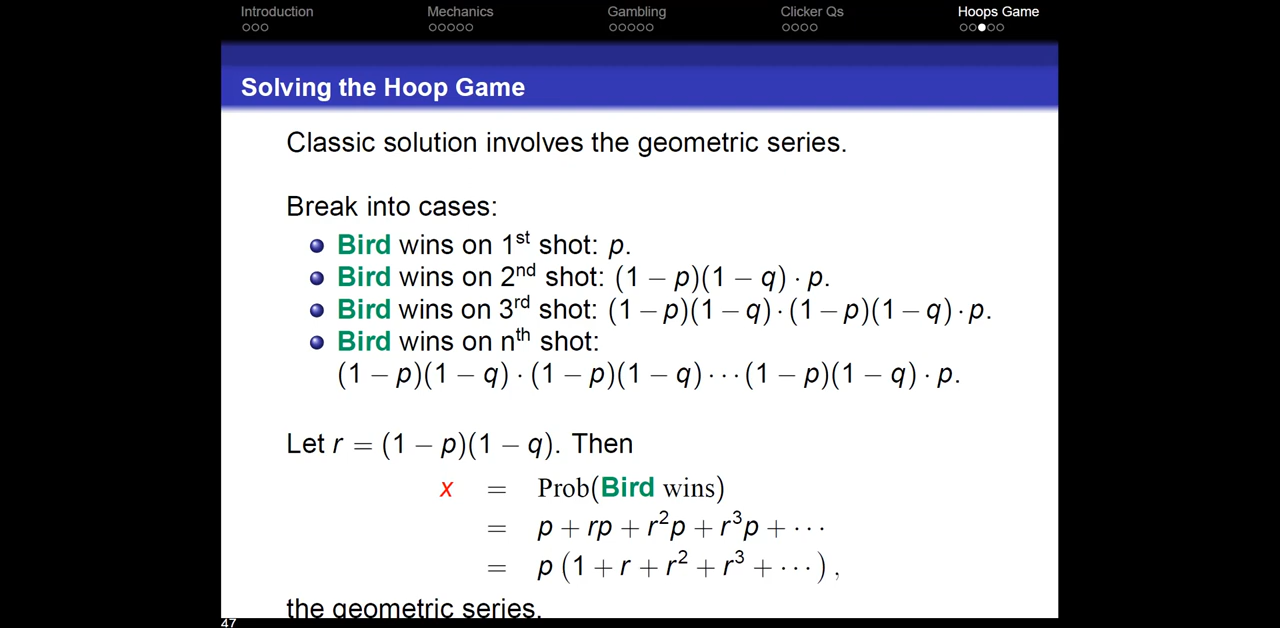 Introduction Mechanics Gambling Clicker Qs Hoops Game
Solving the Hoop Game
Classic solution involves the geometric series.
Break into cases:
Bird wins on 1st shot: p.
Bird wins on 2nd shot: (1 − p)(1 − q) · p.
Bird wins on 3rd shot: (1 − p)(1 − q) · (1 − p)(1 − q) · p.
Bird wins on nth shot:
(1 − p)(1 − q) · (1 − p)(1 − q) ··· (1 − p)(1 − q) · p.
Let r = (1 − p)(1 − q). Then
x = Prob(Bird wins)
= p + rp + r²p + r³p + ···
= p (1 + r + r² + r³ + ···) ,
the geometric series.
47